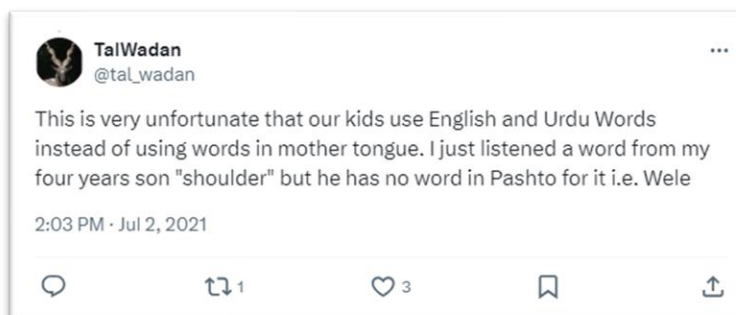 TalWadan
@tal_wadan
This is very unfortunate that our kids use English and Urdu Words
instead of using words in mother tongue. I just listened a word from my
four years son "shoulder" but he has no word in Pashto for it i.e. Wele
2:03 PM · Jul 2, 2021
1 3